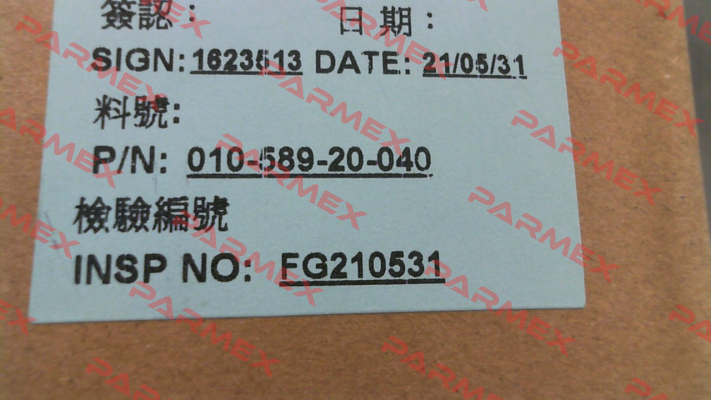 簽認： 日期：
SIGN: 1623513 DATE: 21/05/31
料號:
P/N: 010-589-20-040
檢驗編號
INSP NO: FG210531
PARMEX